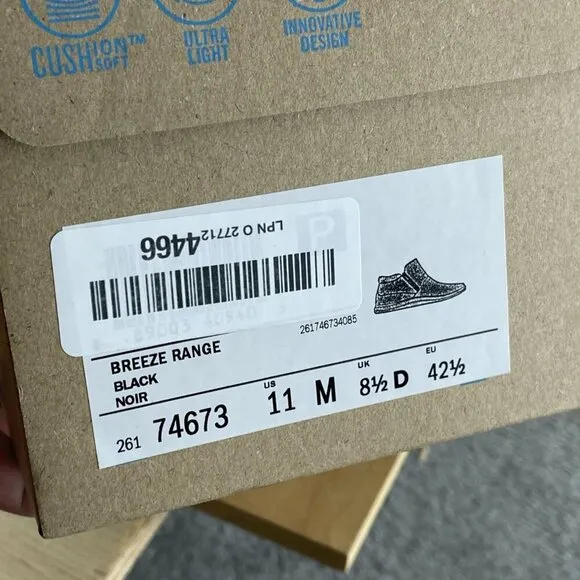 CUSHION™
SOFT
ULTRA
LIGHT
INNOVATIVE
DESIGN
LPN O 27712
4466
P
261746734085
BREEZE RANGE
BLACK
NOIR
261 74673
US
11 M
UK
8½ D
EU
42½